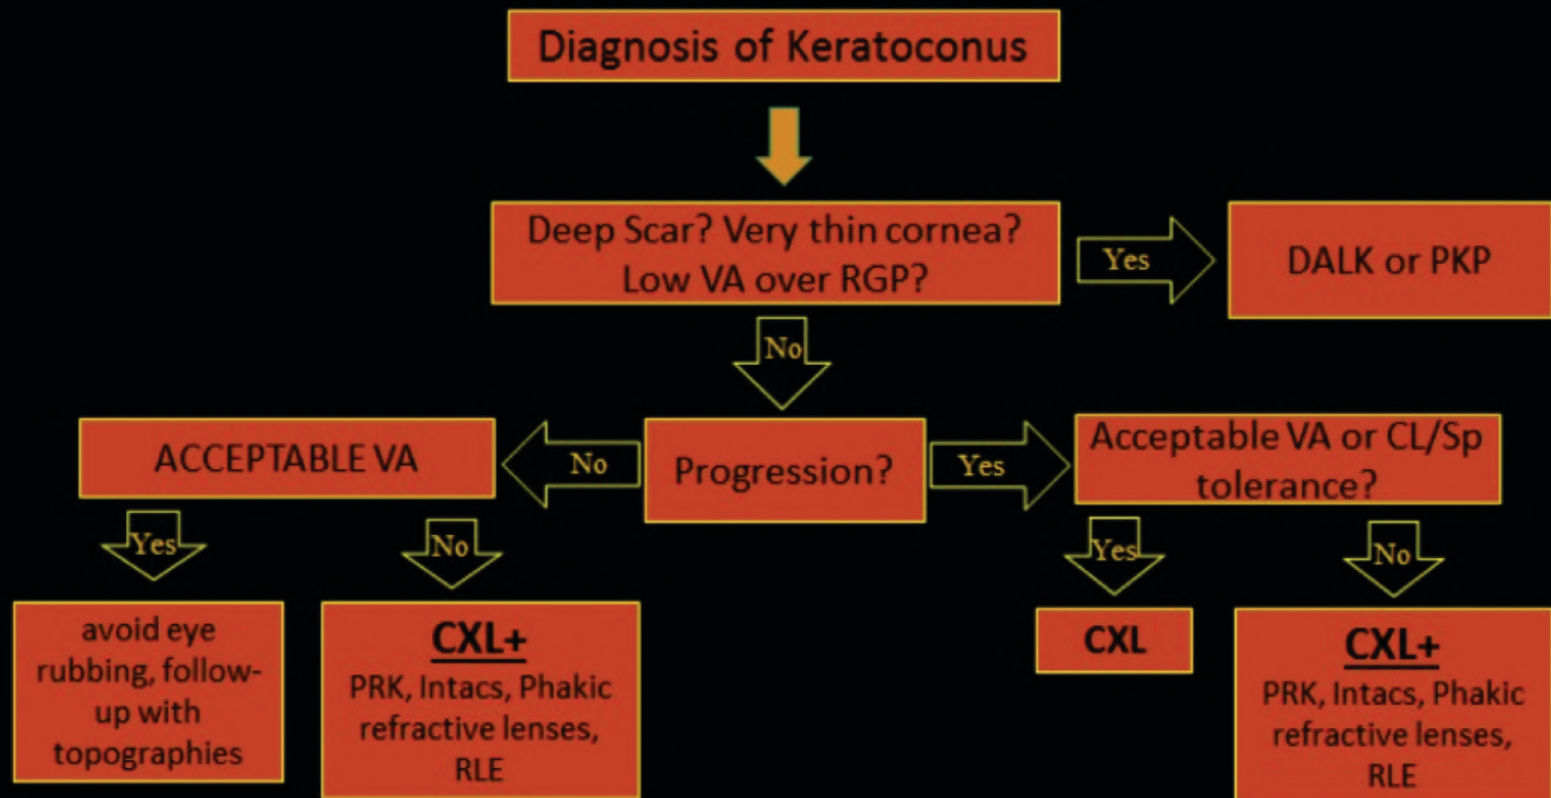 Diagnosis of Keratoconus
Deep Scar? Very thin cornea?
Low VA over RGP?
Yes
DALK or PKP
No
ACCEPTABLE VA
No
Progression?
Yes
Acceptable VA or CL/Sp
tolerance?
Yes
No
Yes
No
avoid eye
rubbing, follow-
up with
topographies
CXL+
PRK, Intacs, Phakic
refractive lenses,
RLE
CXL
CXL+
PRK, Intacs, Phakic
refractive lenses,
RLE